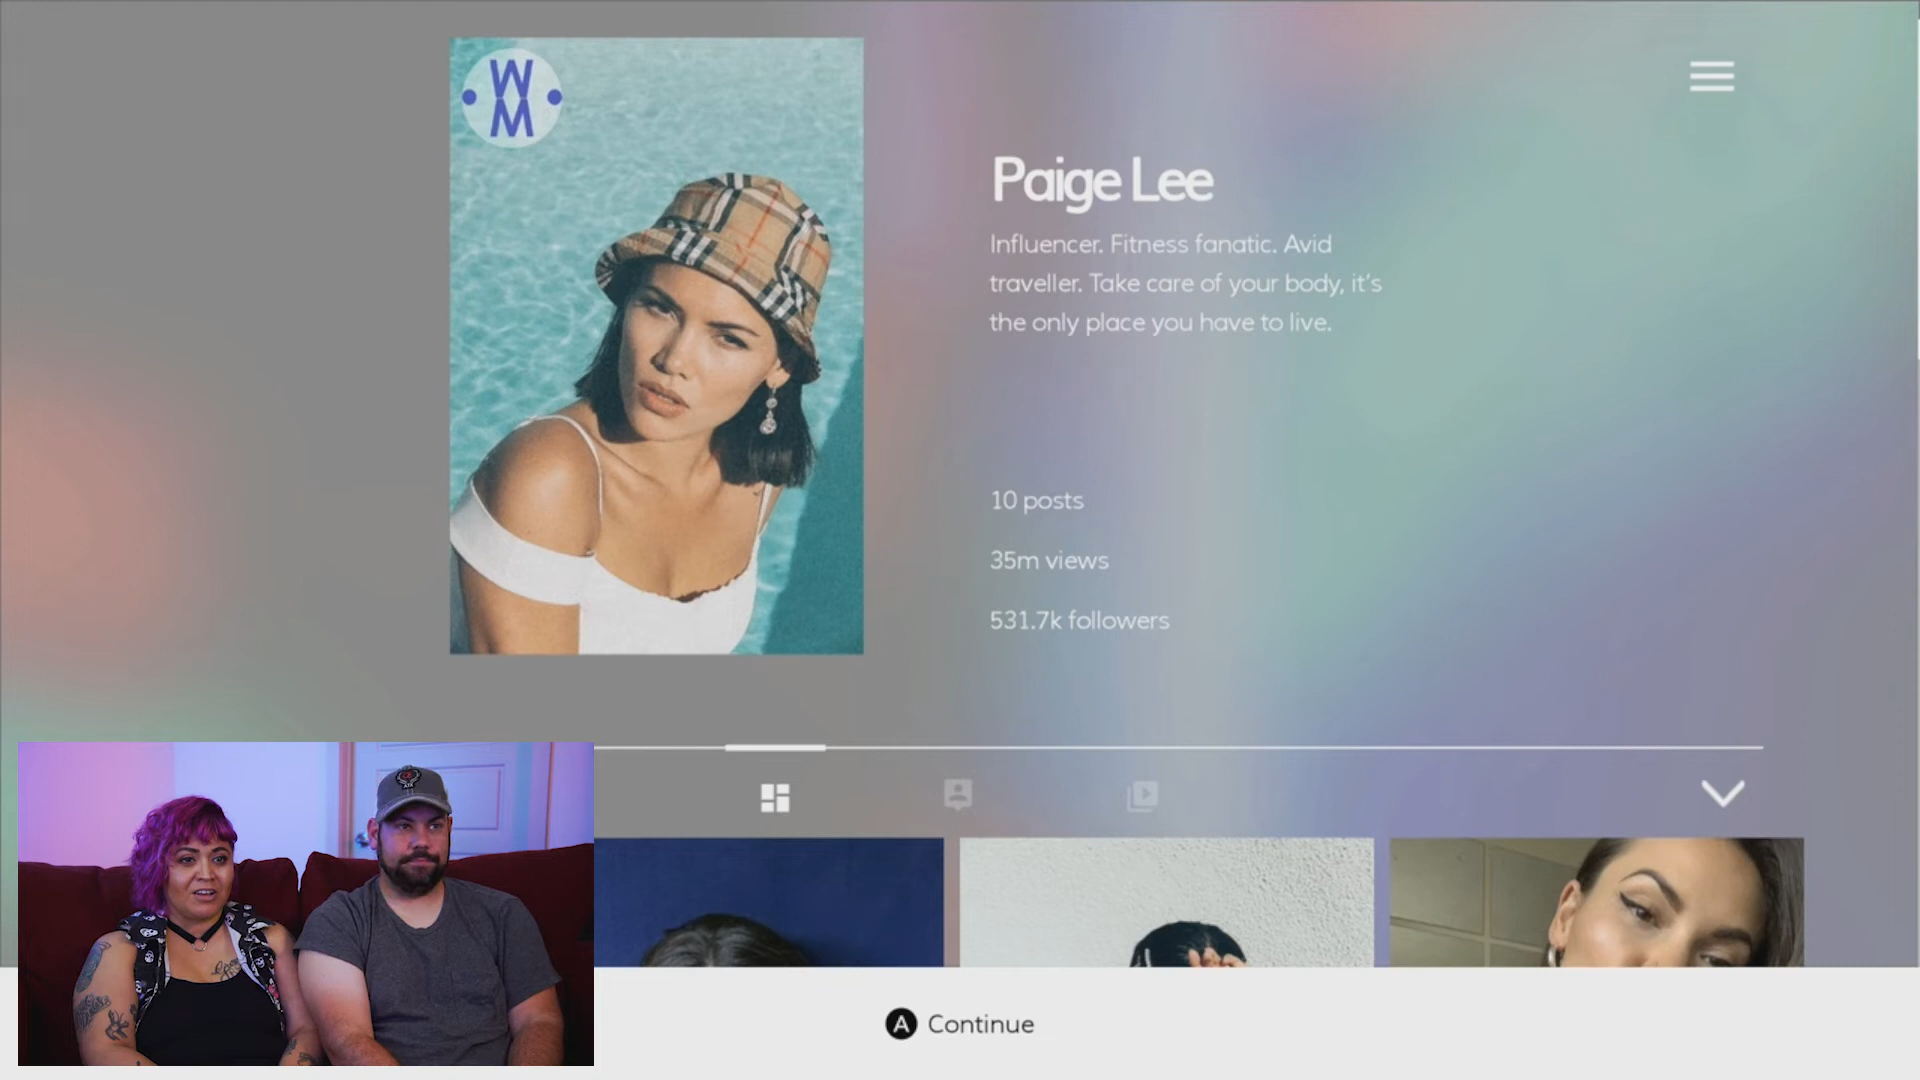 W
M
Paige Lee
Influencer. Fitness fanatic. Avid
traveller. Take care of your body, it's
the only place you have to live.
10 posts
35m views
531.7k followers
A Continue